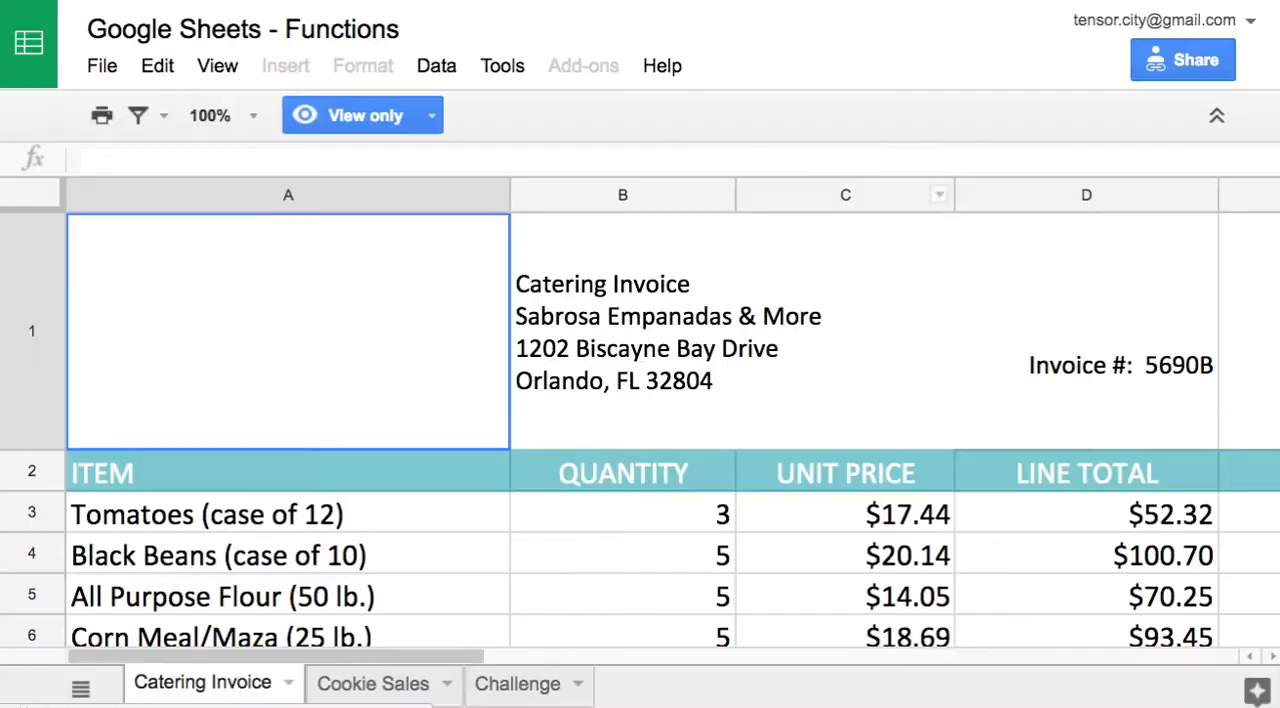 Google Sheets - Functions
tensor.city@gmail.com
File Edit View Insert Format Data Tools Add-ons Help
Share
100%
View only
fx
A B C D
1
Catering Invoice
Sabrosa Empanadas & More
1202 Biscayne Bay Drive
Orlando, FL 32804
Invoice #: 5690B
2 ITEM QUANTITY UNIT PRICE LINE TOTAL
3 Tomatoes (case of 12) 3 $17.44 $52.32
4 Black Beans (case of 10) 5 $20.14 $100.70
5 All Purpose Flour (50 lb.) 5 $14.05 $70.25
6 Corn Meal/Maza (25 lb.) 5 $18.69 $93.45
Catering Invoice Cookie Sales Challenge